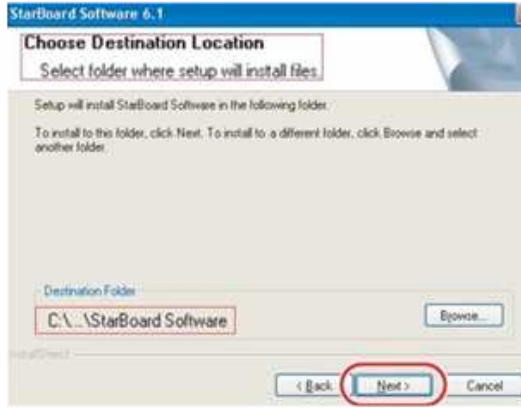 StarBoard Software 6.1
Choose Destination Location
Select folder where setup will install files.
Setup will install StarBoard Software in the following folder.
To install to this folder, click Next. To install to a different folder, click Browse and select
another folder.
Destination Folder
C:\...\StarBoard Software
Browse...
InstallShield
< Back
Next >
Cancel